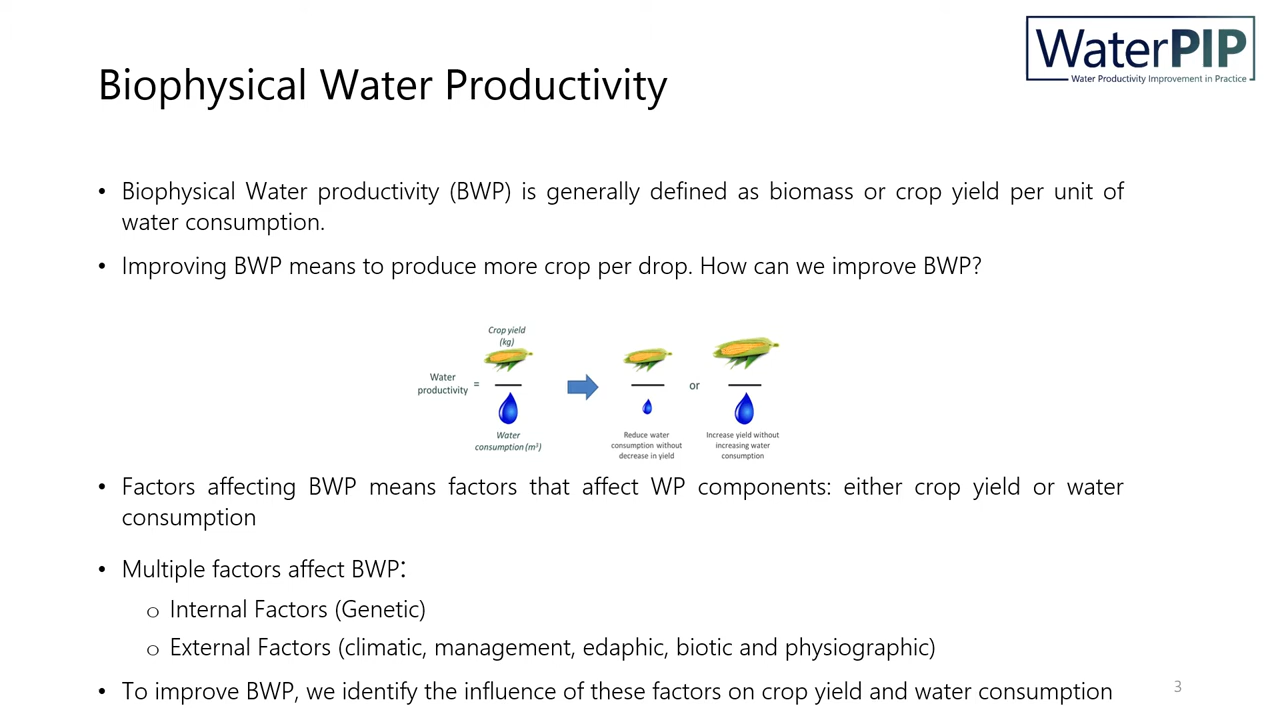 WaterPIP
Water Productivity Improvement in Practice
Biophysical Water Productivity
• Biophysical Water productivity (BWP) is generally defined as biomass or crop yield per unit of
water consumption.
• Improving BWP means to produce more crop per drop. How can we improve BWP?
Crop yield
(kg)
Water
productivity
=
Water
consumption (m³)
Reduce water
consumption without
decrease in yield
or
Increase yield without
increasing water
consumption
• Factors affecting BWP means factors that affect WP components: either crop yield or water
consumption
• Multiple factors affect BWP:
o Internal Factors (Genetic)
o External Factors (climatic, management, edaphic, biotic and physiographic)
• To improve BWP, we identify the influence of these factors on crop yield and water consumption
3